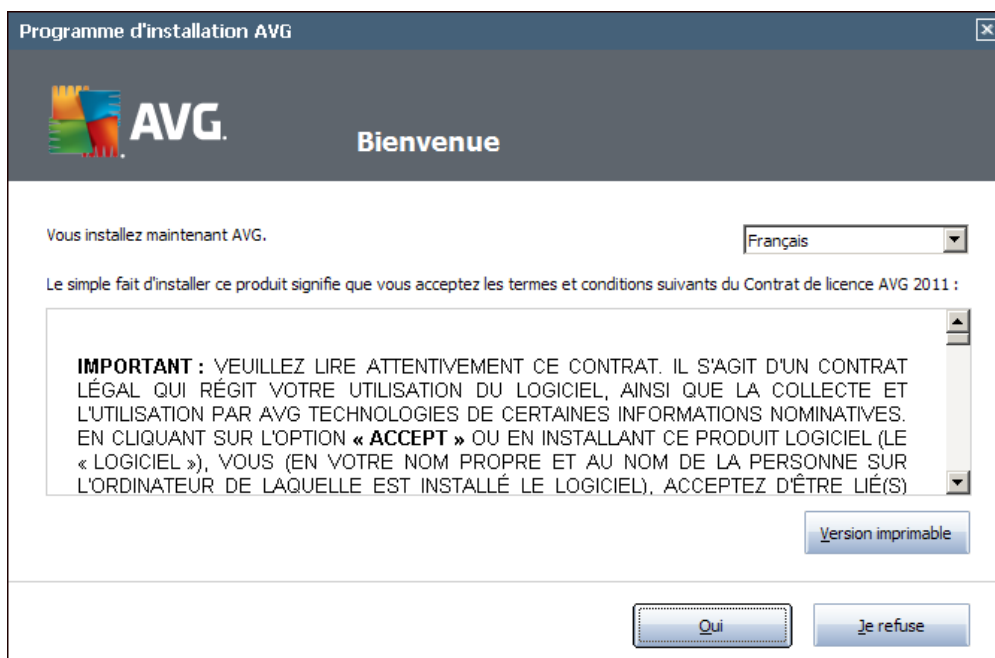 Programme d'installation AVG
AVG.
Bienvenue
Vous installez maintenant AVG.
Français
Le simple fait d'installer ce produit signifie que vous acceptez les termes et conditions suivants du Contrat de licence AVG 2011 :
IMPORTANT : VEUILLEZ LIRE ATTENTIVEMENT CE CONTRAT. IL S'AGIT D'UN CONTRAT
LÉGAL QUI RÉGIT VOTRE UTILISATION DU LOGICIEL, AINSI QUE LA COLLECTE ET
L'UTILISATION PAR AVG TECHNOLOGIES DE CERTAINES INFORMATIONS NOMINATIVES.
EN CLIQUANT SUR L'OPTION « ACCEPT » OU EN INSTALLANT CE PRODUIT LOGICIEL (LE
« LOGICIEL »), VOUS (EN VOTRE NOM PROPRE ET AU NOM DE LA PERSONNE SUR
L'ORDINATEUR DE LAQUELLE EST INSTALLÉ LE LOGICIEL), ACCEPTEZ D'ÊTRE LIÉ(S)
Version imprimable
Oui
Je refuse